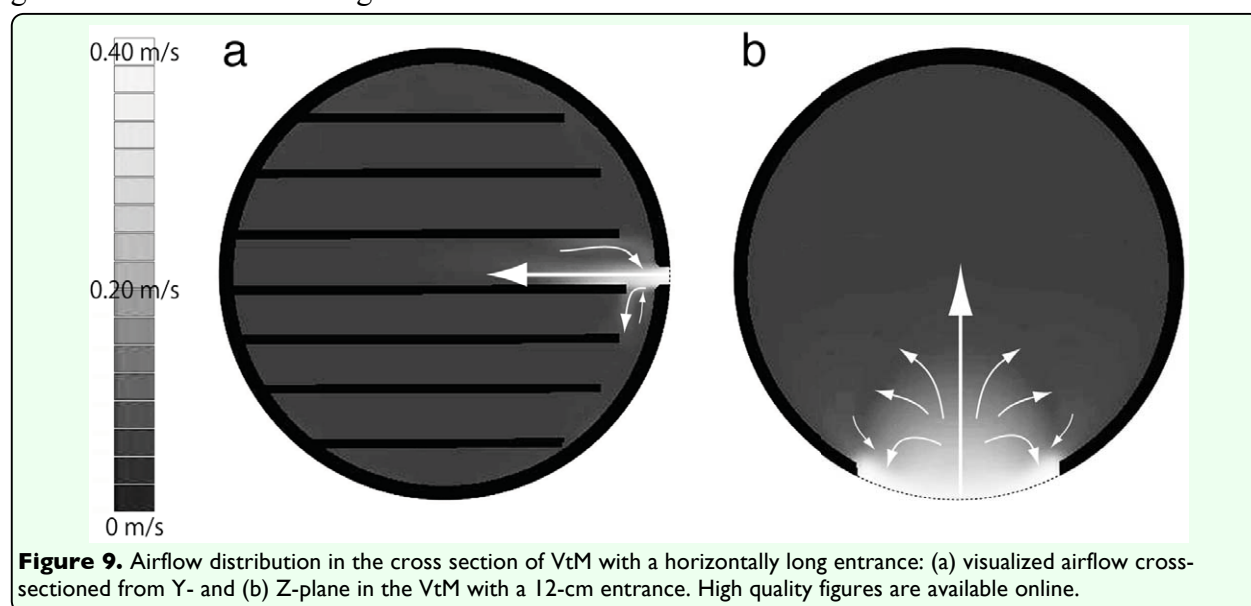 0.40 m/s
a
b
0.20 m/s
0 m/s
Figure 9. Airflow distribution in the cross section of VtM with a horizontally long entrance: (a) visualized airflow cross-
sectioned from Y- and (b) Z-plane in the VtM with a 12-cm entrance. High quality figures are available online.